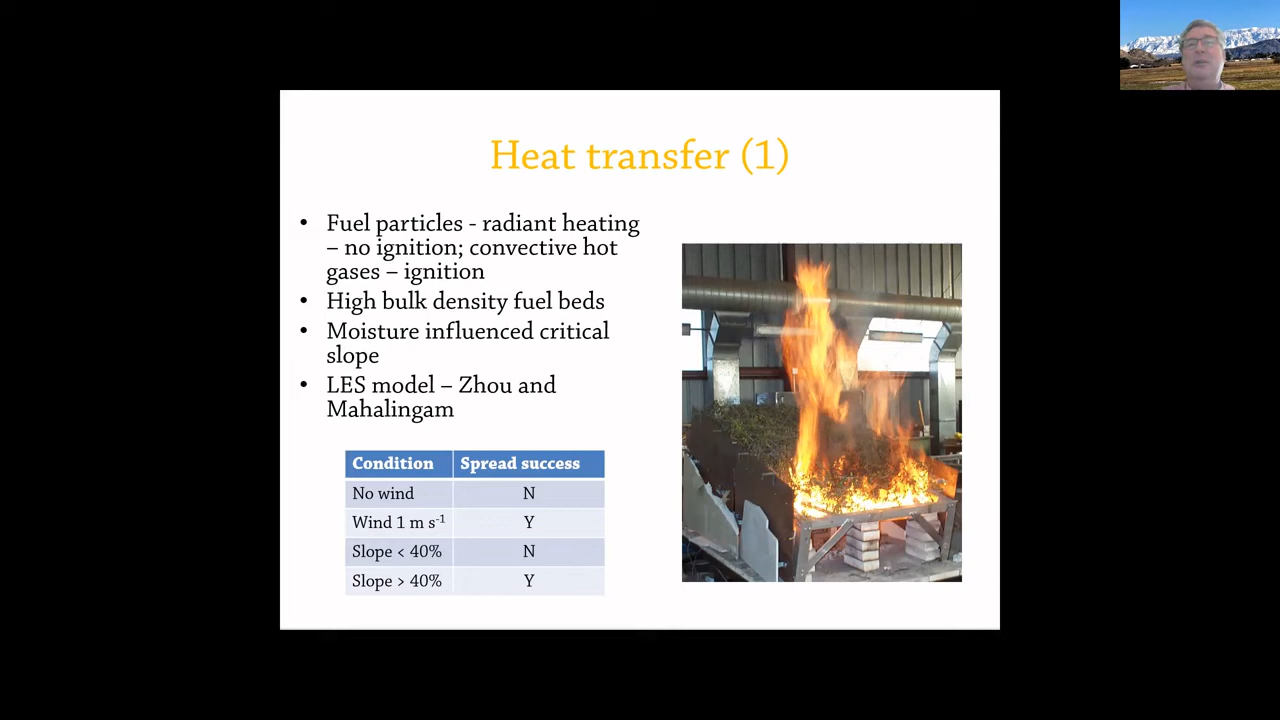 Heat transfer (1)
• Fuel particles - radiant heating
– no ignition; convective hot
gases – ignition
• High bulk density fuel beds
• Moisture influenced critical
slope
• LES model – Zhou and
Mahalingam
Condition Spread success
No wind N
Wind 1 m s⁻¹ Y
Slope < 40% N
Slope > 40% Y